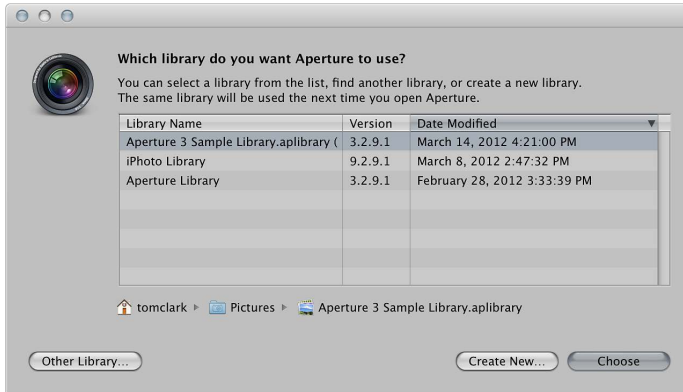 Which library do you want Aperture to use?
You can select a library from the list, find another library, or create a new library.
The same library will be used the next time you open Aperture.
Library Name Version Date Modified
Aperture 3 Sample Library.aplibrary ( 3.2.9.1 March 14, 2012 4:21:00 PM
iPhoto Library 9.2.9.1 March 8, 2012 2:47:32 PM
Aperture Library 3.2.9.1 February 28, 2012 3:33:39 PM
tomclark ▸ Pictures ▸ Aperture 3 Sample Library.aplibrary
Other Library... Create New... Choose